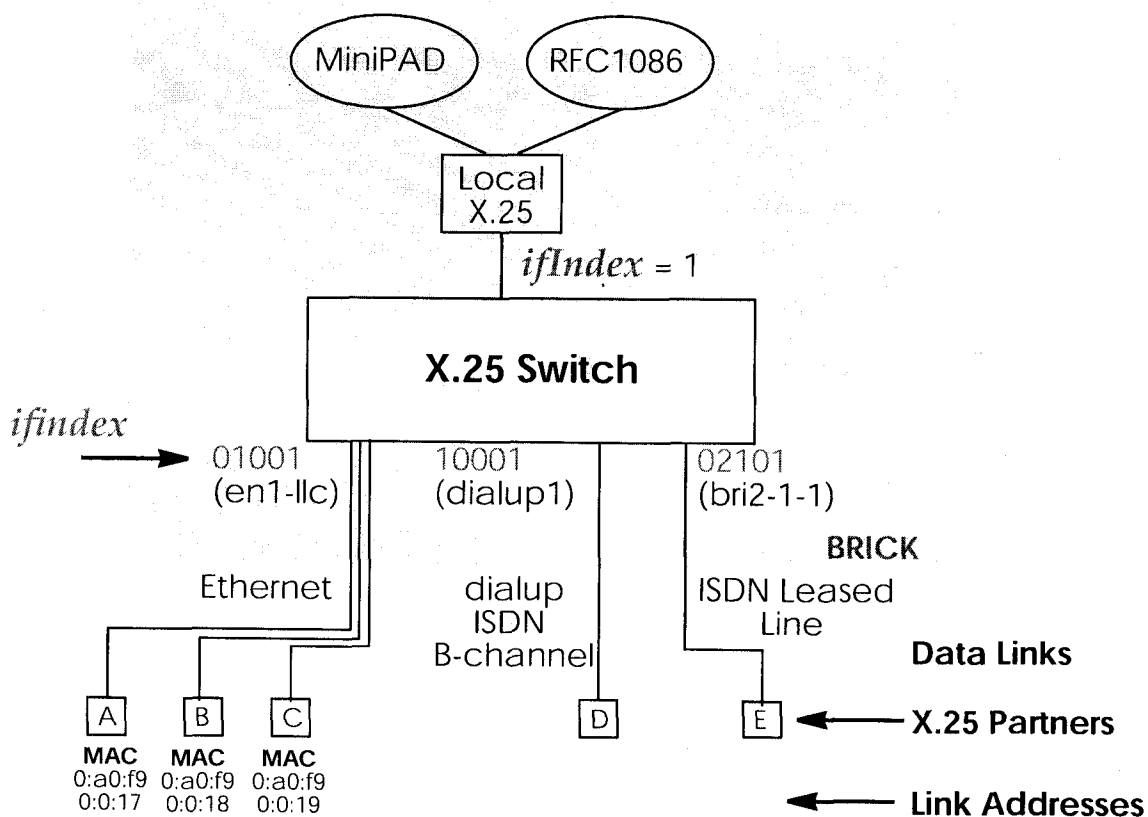 MiniPAD
RFC1086
Local
X.25
ifIndex = 1
X.25 Switch
ifindex
01001
(en1-llc)
10001
(dialup1)
02101
(bri2-1-1)
BRICK
Ethernet
dialup
ISDN
B-channel
ISDN Leased
Line
Data Links
A
B
C
D
E
X.25 Partners
MAC
0:a0:f9
0:0:17
MAC
0:a0:f9
0:0:18
MAC
0:a0:f9
0:0:19
Link Addresses